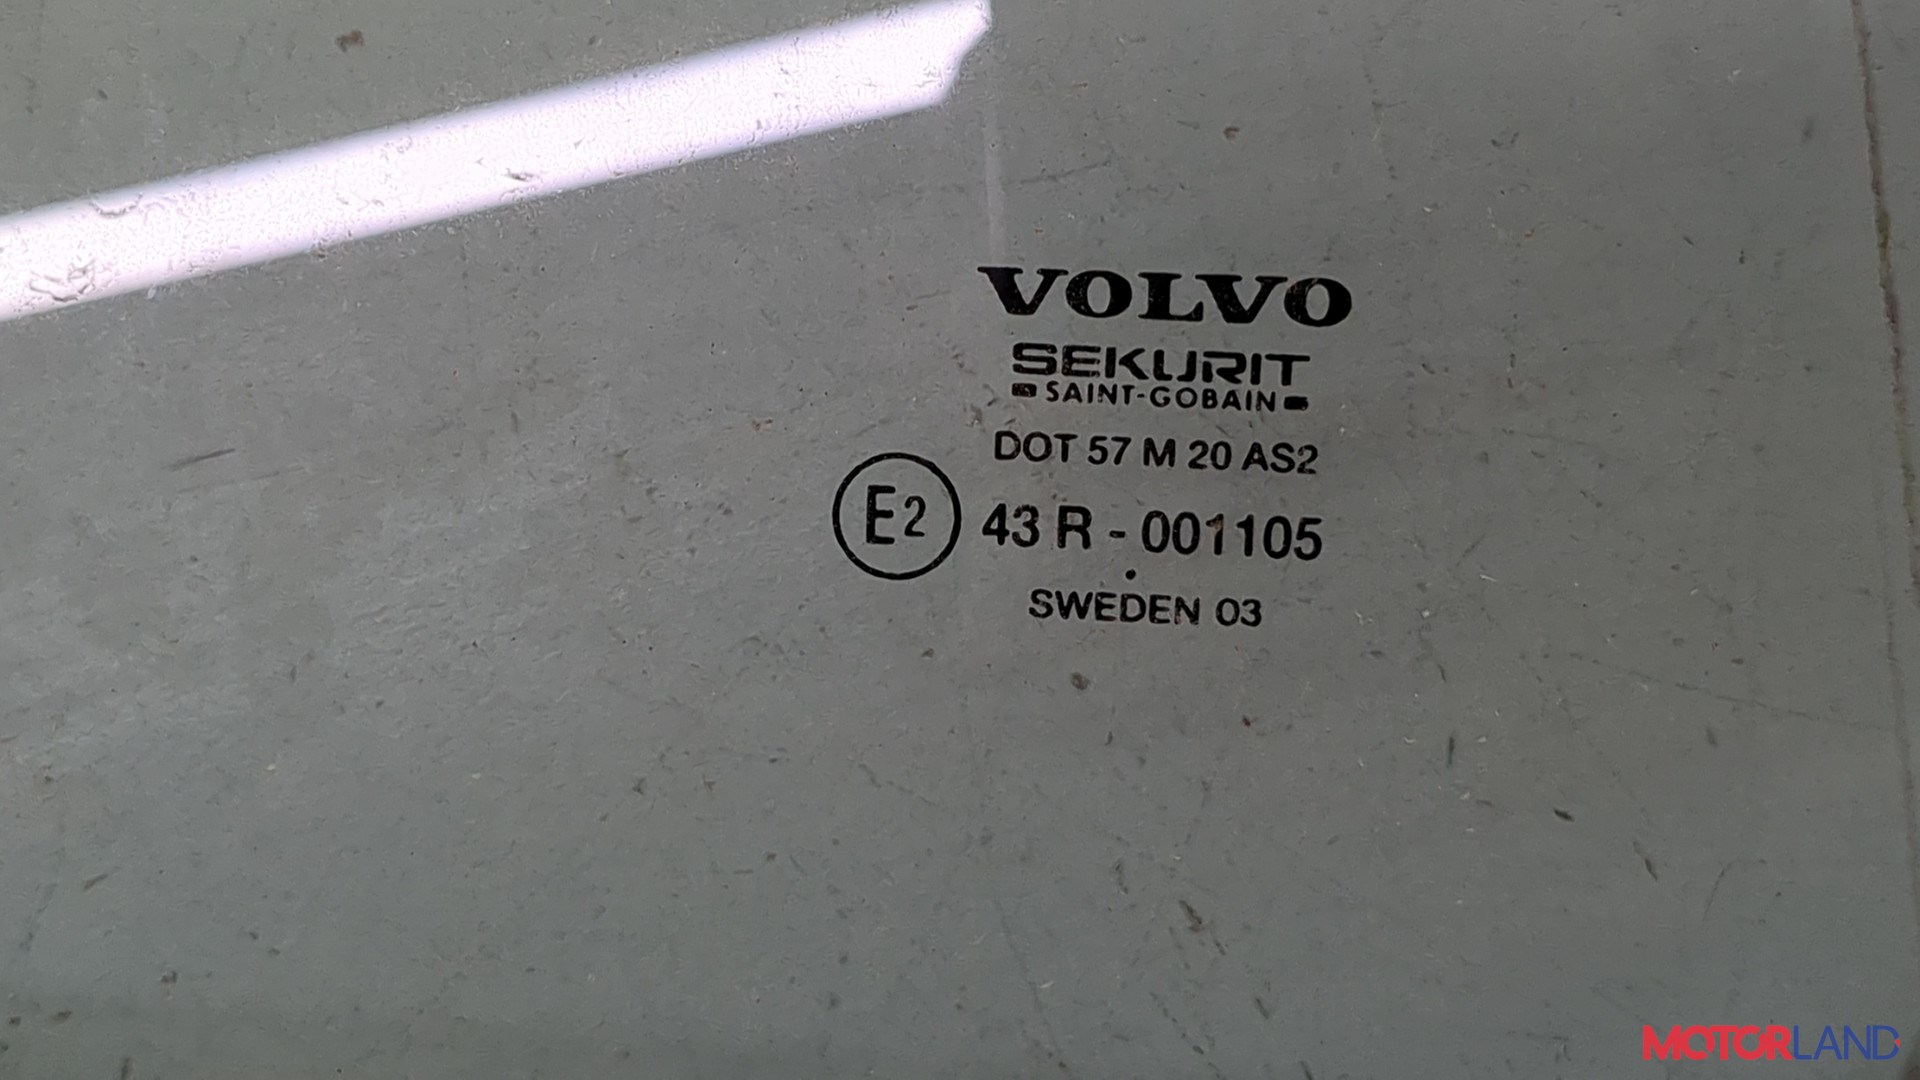 VOLVO
SEKURIT
SAINT-GOBAIN
DOT 57 M 20 AS2
E2 43 R - 001105
SWEDEN 03
MOTORLAND